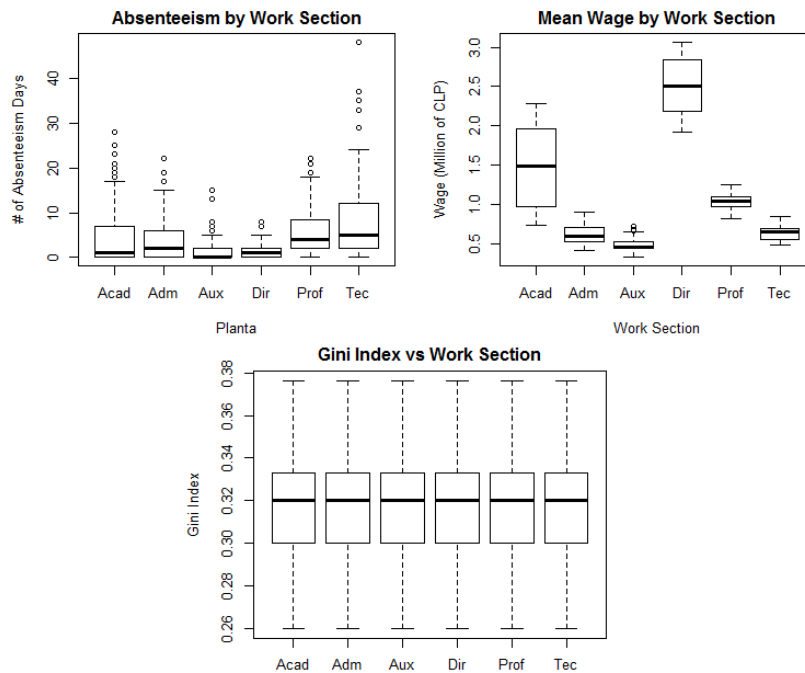 Absenteeism by Work Section
# of Absenteeism Days
0 10 20 30 40
Acad Adm Aux Dir Prof Tec
Planta
Mean Wage by Work Section
Wage (Million of CLP)
0.5 1.0 1.5 2.0 2.5 3.0
Acad Adm Aux Dir Prof Tec
Work Section
Gini Index vs Work Section
Gini Index
0.26 0.28 0.30 0.32 0.34 0.36 0.38
Acad Adm Aux Dir Prof Tec